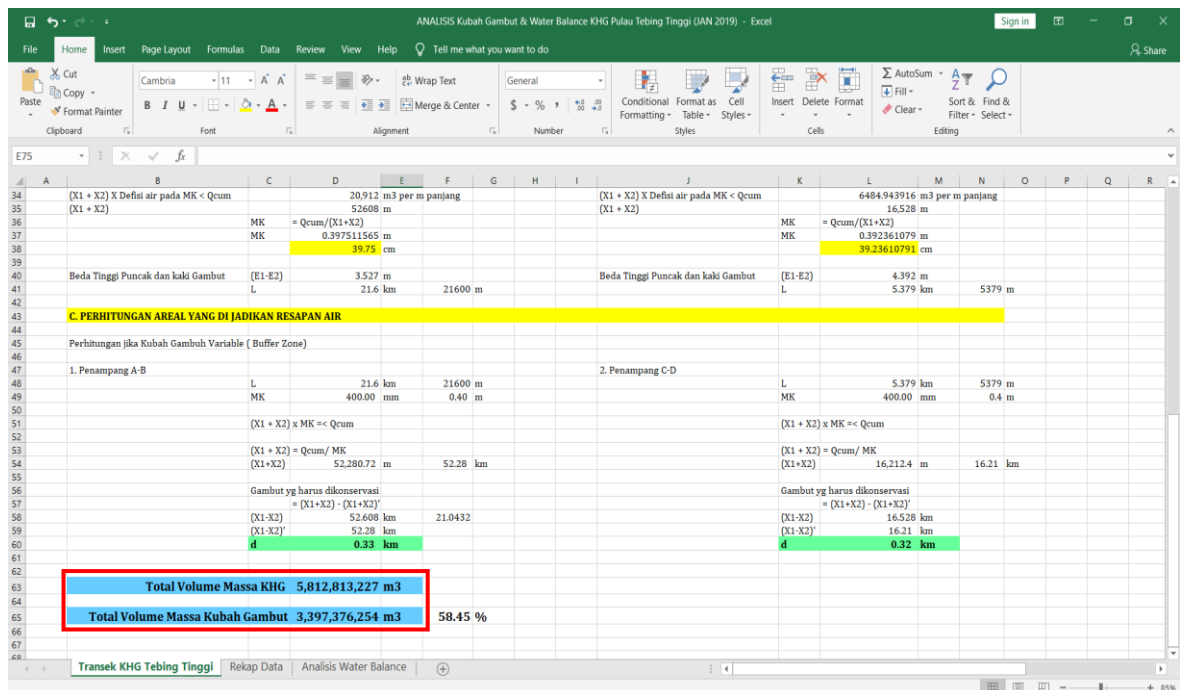 ANALISIS Kubah Gambut & Water Balance KHG Pulau Tebing Tinggi (JAN 2019) - Excel
Sign in
File Home Insert Page Layout Formulas Data Review View Help Tell me what you want to do Share
Cut
Copy
Format Painter
Paste
Clipboard
Cambria 11
B I U
Font
Wrap Text
Merge & Center
Alignment
General
$ % ,
Number
Conditional Formatting
Format as Table
Cell Styles
Styles
Insert Delete Format
Cells
AutoSum
Fill
Clear
Sort & Filter
Find & Select
Editing
E75 fx
A B C D E F G H I J K L M N O P Q R
34 (X1 + X2) X Defisi air pada MK < Qcum 20,912 m3 per m panjang (X1 + X2) X Defisi air pada MK < Qcum 6484.943916 m3 per m panjang
35 (X1 + X2) 52608 m (X1 + X2) 16,528 m
36 MK = Qcum/(X1+X2) MK = Qcum/(X1+X2)
37 MK 0.397511565 m MK 0.392361079 m
38 39.75 cm 39.23610791 cm
39
40 Beda Tinggi Puncak dan kaki Gambut (E1-E2) 3.527 m Beda Tinggi Puncak dan kaki Gambut (E1-E2) 4.392 m
41 L 21.6 km 21600 m L 5.379 km 5379 m
42
43 C. PERHITUNGAN AREAL YANG DI JADIKAN RESAPAN AIR
44
45 Perhitungan jika Kubah Gambuh Variable ( Buffer Zone)
46
47 1. Penampang A-B 2. Penampang C-D
48 L 21.6 km 21600 m L 5.379 km 5379 m
49 MK 400.00 mm 0.40 m MK 400.00 mm 0.4 m
50
51 (X1 + X2) x MK =< Qcum (X1 + X2) x MK =< Qcum
52
53 (X1 + X2) = Qcum/ MK (X1 + X2) = Qcum/ MK
54 (X1+X2) 52,280.72 m 52.28 km (X1+X2) 16,212.4 m 16.21 km
55
56 Gambut yg harus dikonservasi Gambut yg harus dikonservasi
57 = (X1+X2) - (X1+X2)' = (X1+X2) - (X1+X2)'
58 (X1-X2) 52.608 km 21.0432 (X1-X2) 16.528 km
59 (X1-X2)' 52.28 km (X1-X2)' 16.21 km
60 d 0.33 km d 0.32 km
61
62
63 Total Volume Massa KHG 5,812,813,227 m3
64
65 Total Volume Massa Kubah Gambut 3,397,376,254 m3 58.45 %
66
67
68
Transek KHG Tebing Tinggi Rekap Data Analisis Water Balance
85%